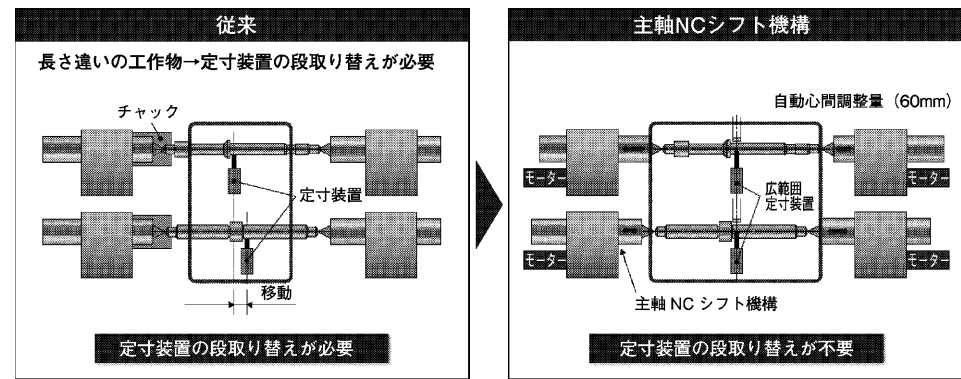 従来
長さ違いの工作物→定寸装置の段取り替えが必要
チャック
定寸装置
移動
定寸装置の段取り替えが必要
主軸NCシフト機構
自動心間調整量（60mm）
モーター
モーター
広範囲
定寸装置
モーター
モーター
主軸 NC シフト機構
定寸装置の段取り替えが不要